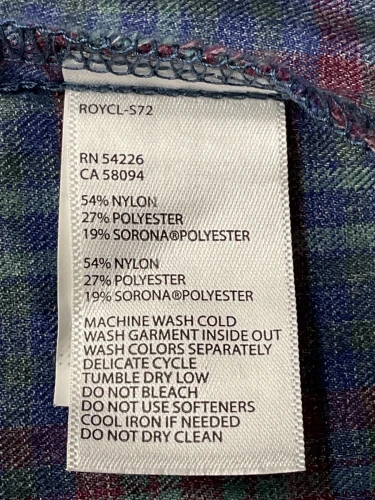 ROYCL-S72
RN 54226
CA 58094
54% NYLON
27% POLYESTER
19% SORONA®POLYESTER
54% NYLON
27% POLYESTER
19% SORONA®POLYESTER
MACHINE WASH COLD
WASH GARMENT INSIDE OUT
WASH COLORS SEPARATELY
DELICATE CYCLE
TUMBLE DRY LOW
DO NOT BLEACH
DO NOT USE SOFTENERS
COOL IRON IF NEEDED
DO NOT DRY CLEAN